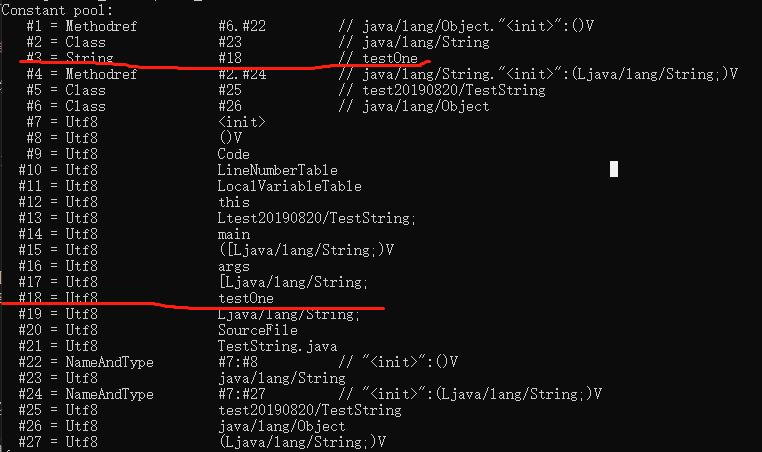 Constant pool:
#1 = Methodref #6.#22 // java/lang/Object."<init>":()V
#2 = Class #23 // java/lang/String
#3 = String #18 // testOne
#4 = Methodref #2.#24 // java/lang/String."<init>":(Ljava/lang/String;)V
#5 = Class #25 // test20190820/TestString
#6 = Class #26 // java/lang/Object
#7 = Utf8 <init>
#8 = Utf8 ()V
#9 = Utf8 Code
#10 = Utf8 LineNumberTable
#11 = Utf8 LocalVariableTable
#12 = Utf8 this
#13 = Utf8 Ltest20190820/TestString;
#14 = Utf8 main
#15 = Utf8 ([Ljava/lang/String;)V
#16 = Utf8 args
#17 = Utf8 [Ljava/lang/String;
#18 = Utf8 testOne
#19 = Utf8 Ljava/lang/String;
#20 = Utf8 SourceFile
#21 = Utf8 TestString.java
#22 = NameAndType #7:#8 // "<init>":()V
#23 = Utf8 java/lang/String
#24 = NameAndType #7:#27 // "<init>":(Ljava/lang/String;)V
#25 = Utf8 test20190820/TestString
#26 = Utf8 java/lang/Object
#27 = Utf8 (Ljava/lang/String;)V